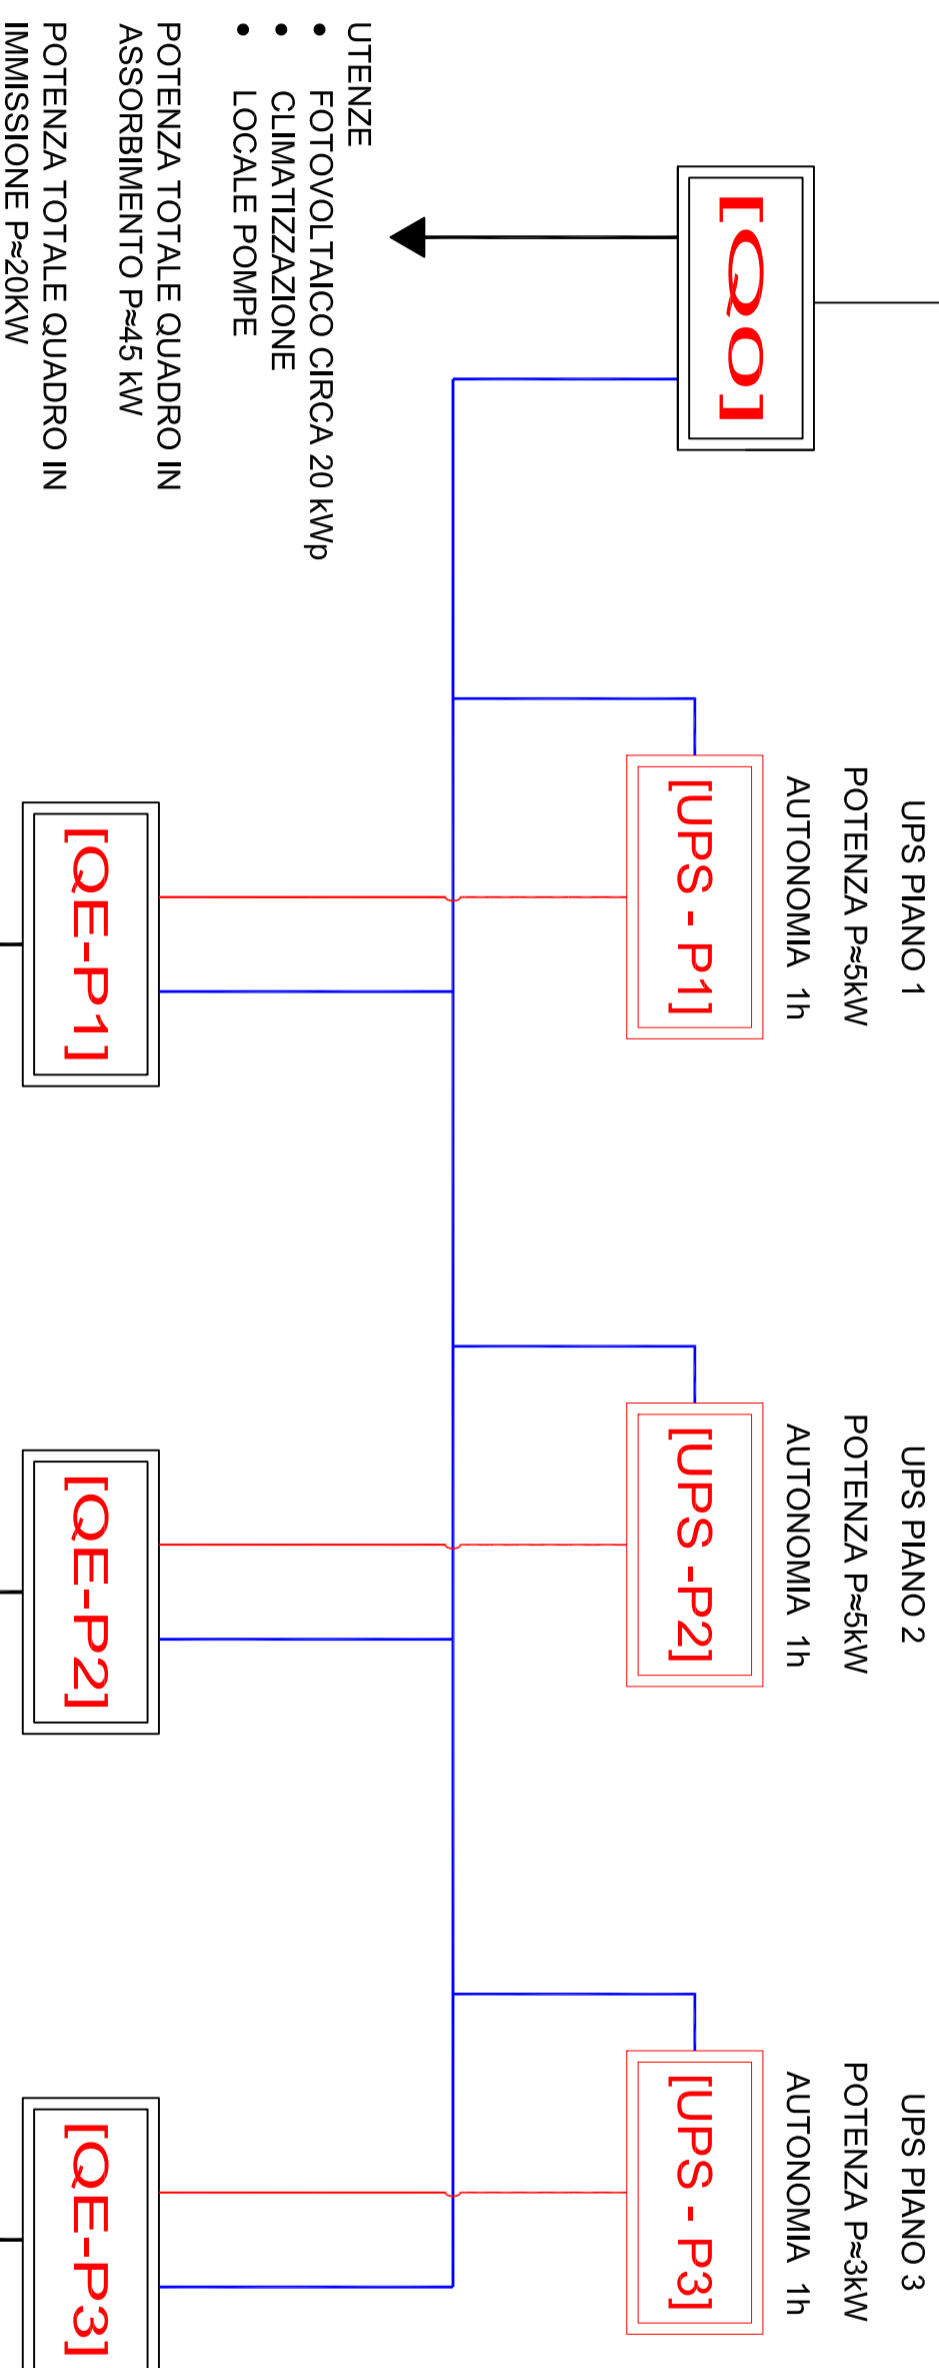 [Q0]
UTENZE
• FOTOVOLTAICO CIRCA 20 kWp
• CLIMATIZZAZIONE
• LOCALE POMPE
POTENZA TOTALE QUADRO IN
ASSORBIMENTO P≈45 kW
POTENZA TOTALE QUADRO IN
IMMISSIONE P≈20KW
UPS PIANO 1
POTENZA P≈5kW
AUTONOMIA 1h
[UPS - P1]
[QE-P1]
UPS PIANO 2
POTENZA P≈5kW
AUTONOMIA 1h
[UPS -P2]
[QE-P2]
UPS PIANO 3
POTENZA P≈3kW
AUTONOMIA 1h
[UPS - P3]
[QE-P3]